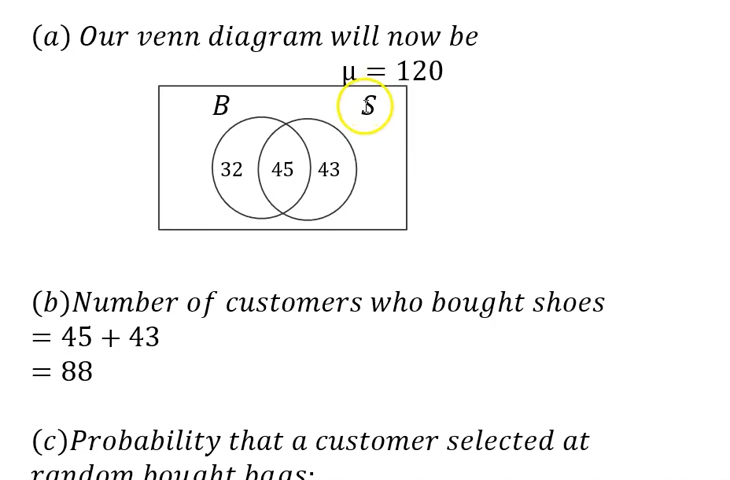 (a) Our venn diagram will now be
μ = 120
B S
32 45 43
(b)Number of customers who bought shoes
= 45 + 43
= 88
(c)Probability that a customer selected at
random bought bags: